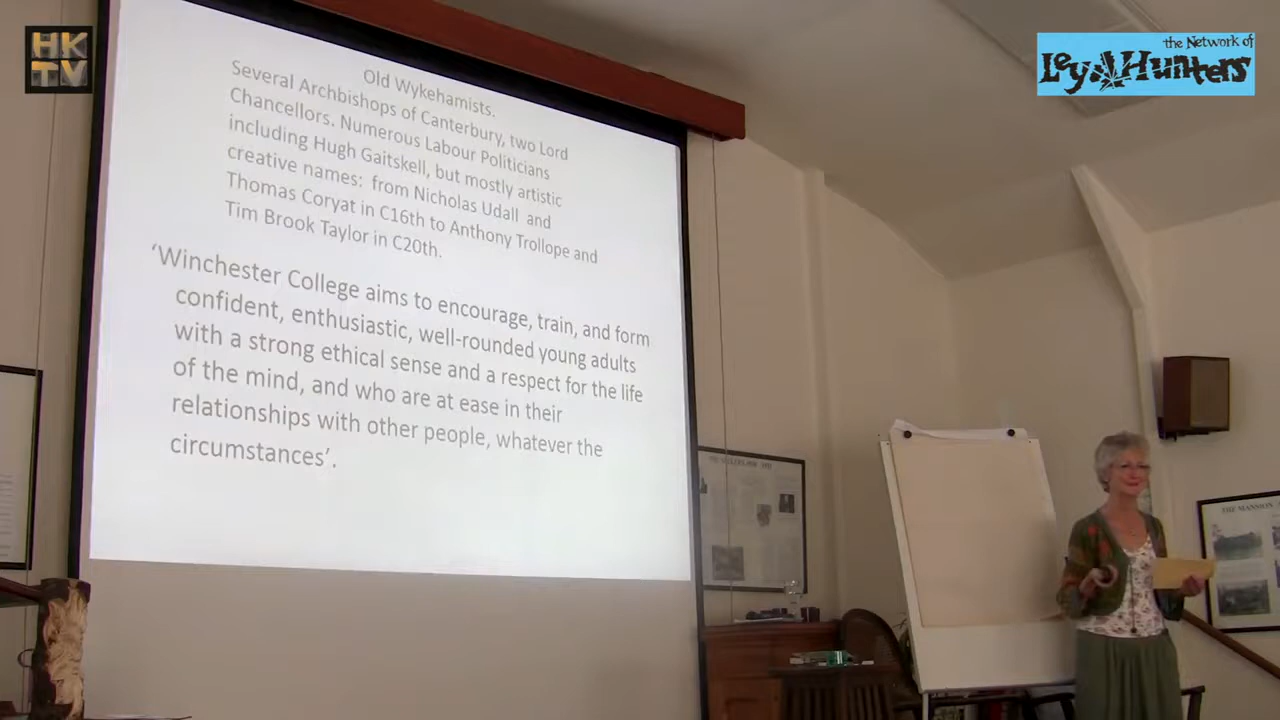 HK
TV
the Network of
Ley Hunters
Old Wykehamists.
Several Archbishops of Canterbury, two Lord
Chancellors. Numerous Labour Politicians
including Hugh Gaitskell, but mostly artistic
creative names: from Nicholas Udall and
Thomas Coryat in C16th to Anthony Trollope and
Tim Brook Taylor in C20th.
‘Winchester College aims to encourage, train, and form
confident, enthusiastic, well-rounded young adults
with a strong ethical sense and a respect for the life
of the mind, and who are at ease in their
relationships with other people, whatever the
circumstances’.
THE MANSION